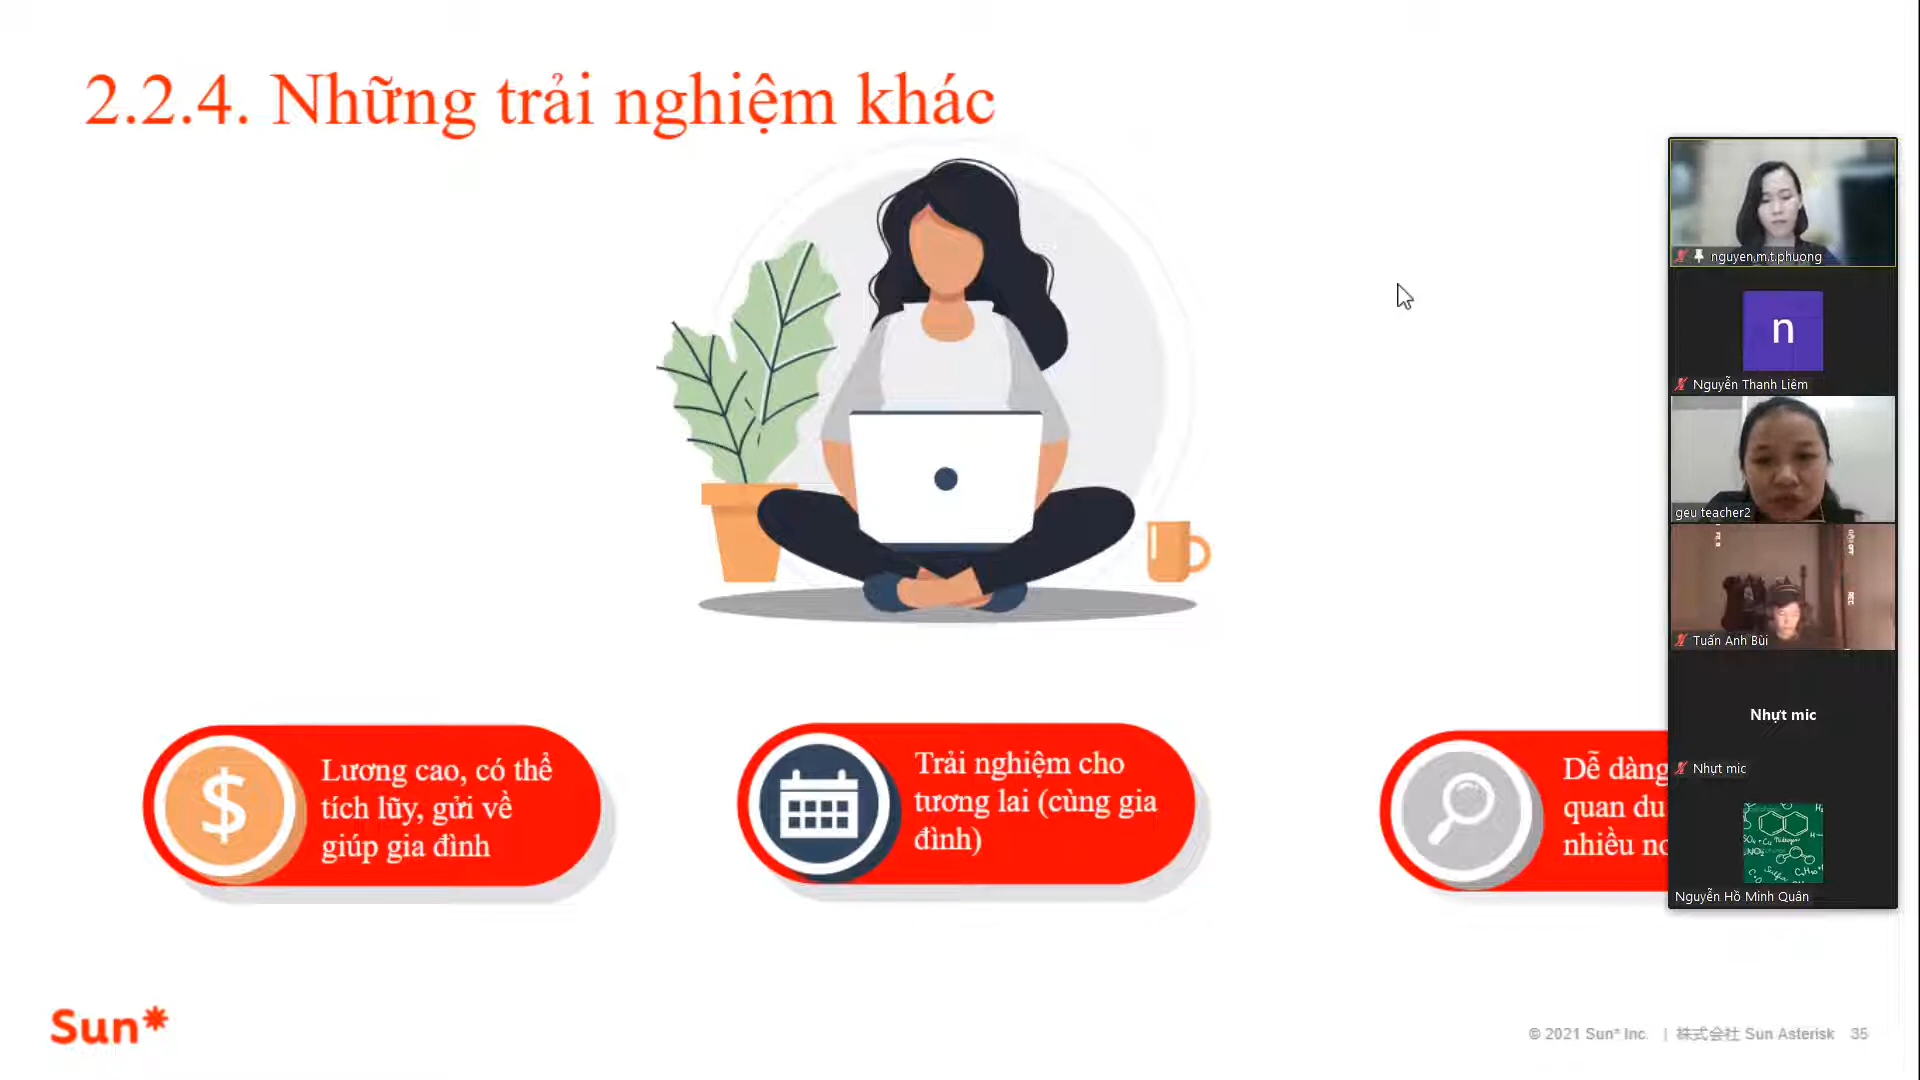 2.2.4. Những trải nghiệm khác
Lương cao, có thể
tích lũy, gửi về
giúp gia đình
Trải nghiệm cho
tương lai (cùng gia
đình)
Dễ dàng
quan du
nhiều
nguyen.m.t.phuong
n
Nguyễn Thanh Liêm
geu teacher2
Tuấn Anh Bùi
Nhựt mic
Nhựt mic
Nguyễn Hồ Minh Quân
Sun*
© 2021 Sun* Inc. | 株式会社 Sun Asterisk 35